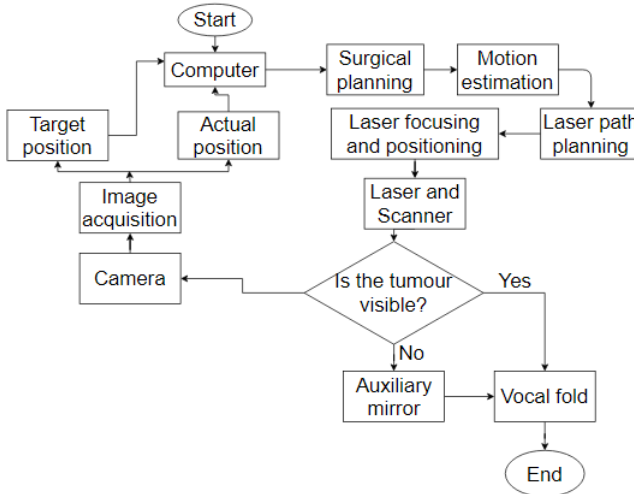 Start
Computer
Surgical
planning
Motion
estimation
Target
position
Actual
position
Laser focusing
and positioning
Laser path
planning
Image
acquisition
Laser and
Scanner
Camera
Is the tumour
visible?
Yes
No
Auxiliary
mirror
Vocal fold
End